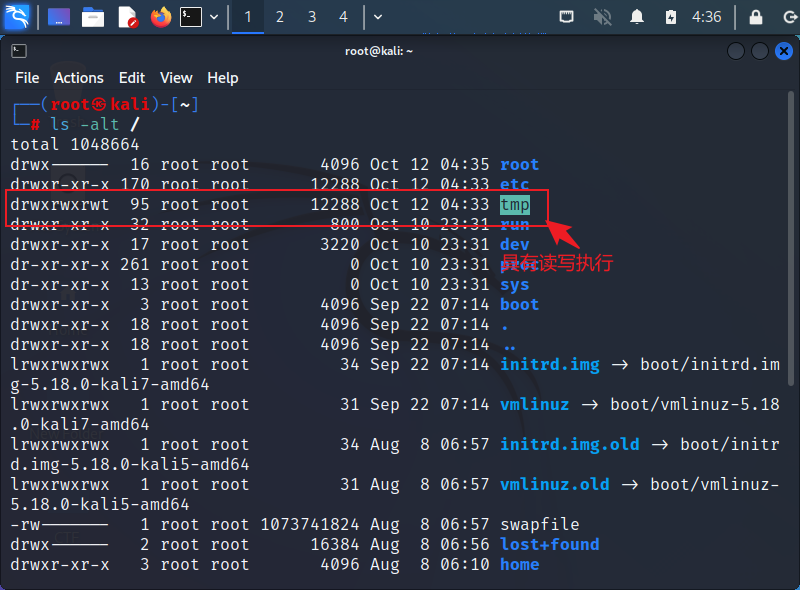 1 2 3 4 4:36
root@kali: ~
File Actions Edit View Help
┌──(root㉿kali)-[~]
└─# ls -alt /
total 1048664
drwx------ 16 root root 4096 Oct 12 04:35 root
drwxr-xr-x 170 root root 12288 Oct 12 04:33 etc
drwxrwxrwt 95 root root 12288 Oct 12 04:33 tmp
drwxr-xr-x 32 root root 800 Oct 10 23:31 run
drwxr-xr-x 17 root root 3220 Oct 10 23:31 dev
dr-xr-xr-x 261 root root 0 Oct 10 23:31 proc
具有读写执行
dr-xr-xr-x 13 root root 0 Oct 10 23:31 sys
drwxr-xr-x 3 root root 4096 Sep 22 07:14 boot
drwxr-xr-x 18 root root 4096 Sep 22 07:14 .
drwxr-xr-x 18 root root 4096 Sep 22 07:14 ..
lrwxrwxrwx 1 root root 34 Sep 22 07:14 initrd.img -> boot/initrd.im
g-5.18.0-kali7-amd64
lrwxrwxrwx 1 root root 31 Sep 22 07:14 vmlinuz -> boot/vmlinuz-5.18
.0-kali7-amd64
lrwxrwxrwx 1 root root 34 Aug 8 06:57 initrd.img.old -> boot/initr
d.img-5.18.0-kali5-amd64
lrwxrwxrwx 1 root root 31 Aug 8 06:57 vmlinuz.old -> boot/vmlinuz-
5.18.0-kali5-amd64
-rw------- 1 root root 1073741824 Aug 8 06:57 swapfile
drwx------ 2 root root 16384 Aug 8 06:56 lost+found
drwxr-xr-x 3 root root 4096 Aug 8 06:10 home